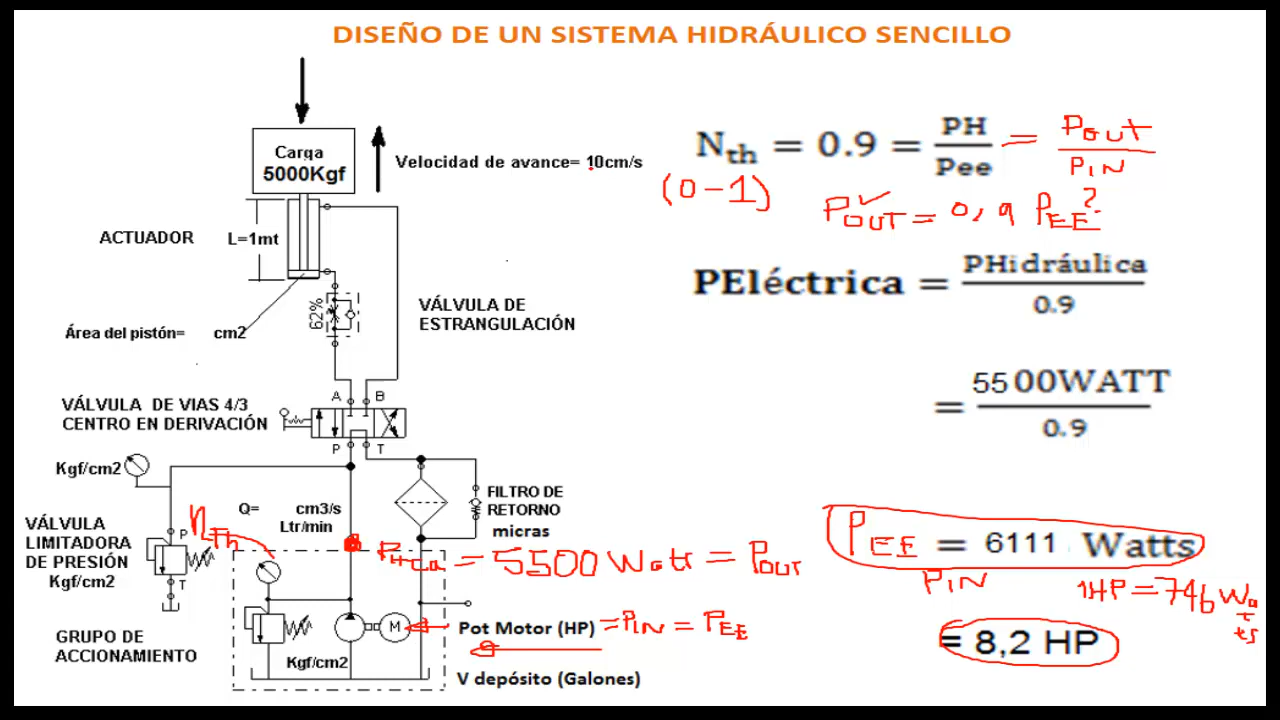 DISEÑO DE UN SISTEMA HIDRÁULICO SENCILLO
Carga
5000Kgf
Velocidad de avance= 10cm/s
ACTUADOR
L=1mt
62%
VÁLVULA DE
ESTRANGULACIÓN
Área del pistón= cm2
A B
VÁLVULA DE VIAS 4/3
CENTRO EN DERIVACIÓN
P T
Kgf/cm2
Q= cm3/s
Ltr/min
FILTRO DE
RETORNO
micras
VÁLVULA
LIMITADORA
DE PRESIÓN
Kgf/cm2
P
T
ηTh
PHca = 5500 Watt = POUT
GRUPO DE
ACCIONAMIENTO
M
Kgf/cm2
Pot Motor (HP) = PIN = PEE
V depósito (Galones)
Nth = 0.9 = PH/Pee = POUT/PIN
(0-1)
POUT = 0,9 PEE?
PEléctrica = PHidráulica/0.9
= 5500WATT/0.9
PEE = 6111 Watts
PIN
1HP = 746 Watts
= 8,2 HP